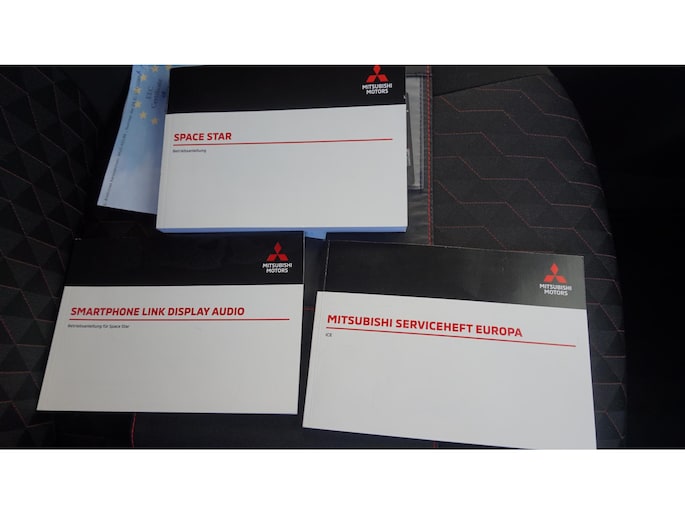 EEC
MITSUBISHI
MOTORS
SPACE STAR
Betriebsanleitung
MITSUBISHI
MOTORS
SMARTPHONE LINK DISPLAY AUDIO
Betriebsanleitung für Space Star
MITSUBISHI
MOTORS
MITSUBISHI SERVICEHEFT EUROPA
ICE